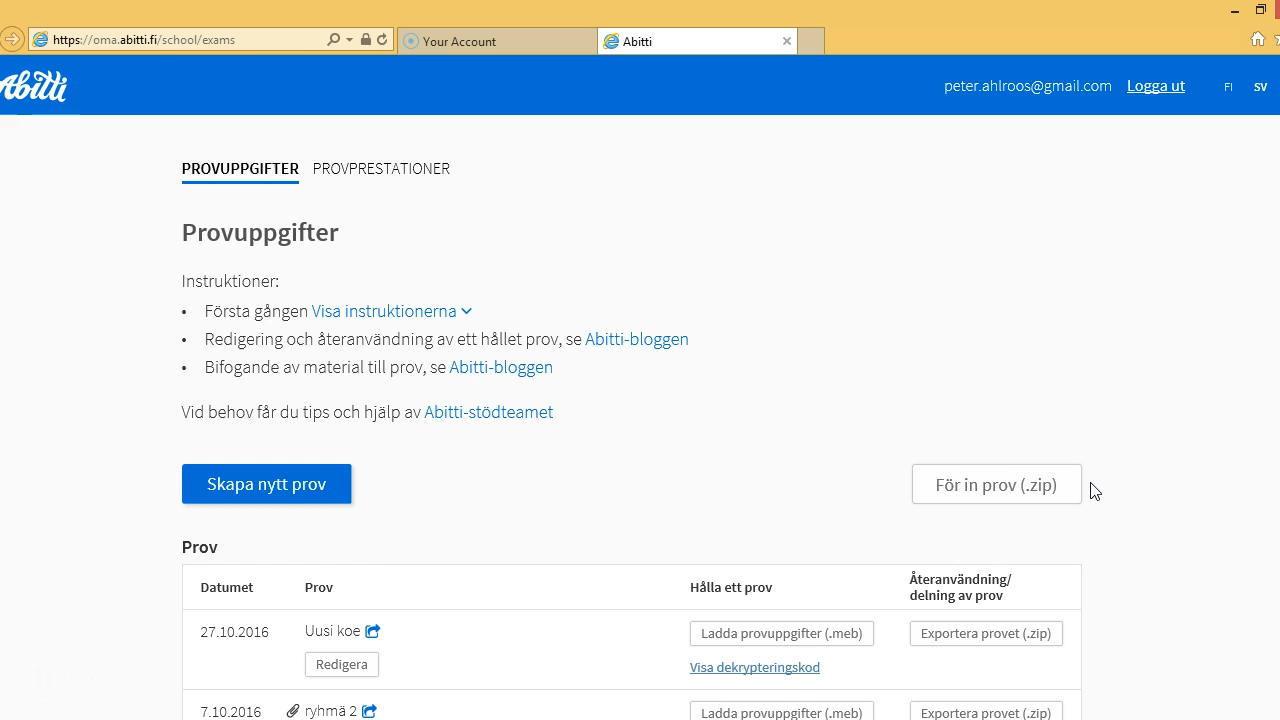 https://oma.abitti.fi/school/exams
Your Account
Abitti
Abitti
peter.ahlroos@gmail.com
Logga ut
FI
SV
PROVUPPGIFTER
PROVPRESTATIONER
Provuppgifter
Instruktioner:
• Första gången Visa instruktionerna
• Redigering och återanvändning av ett hållet prov, se Abitti-bloggen
• Bifogande av material till prov, se Abitti-bloggen
Vid behov får du tips och hjälp av Abitti-stödteamet
Skapa nytt prov
För in prov (.zip)
Prov
Datumet
Prov
Hålla ett prov
Återanvändning/
delning av prov
27.10.2016
Uusi koe
Ladda provuppgifter (.meb)
Exportera provet (.zip)
Redigera
Visa dekrypteringskod
7.10.2016
ryhmä 2
Ladda provuppgifter (.meb)
Exportera provet (.zip)